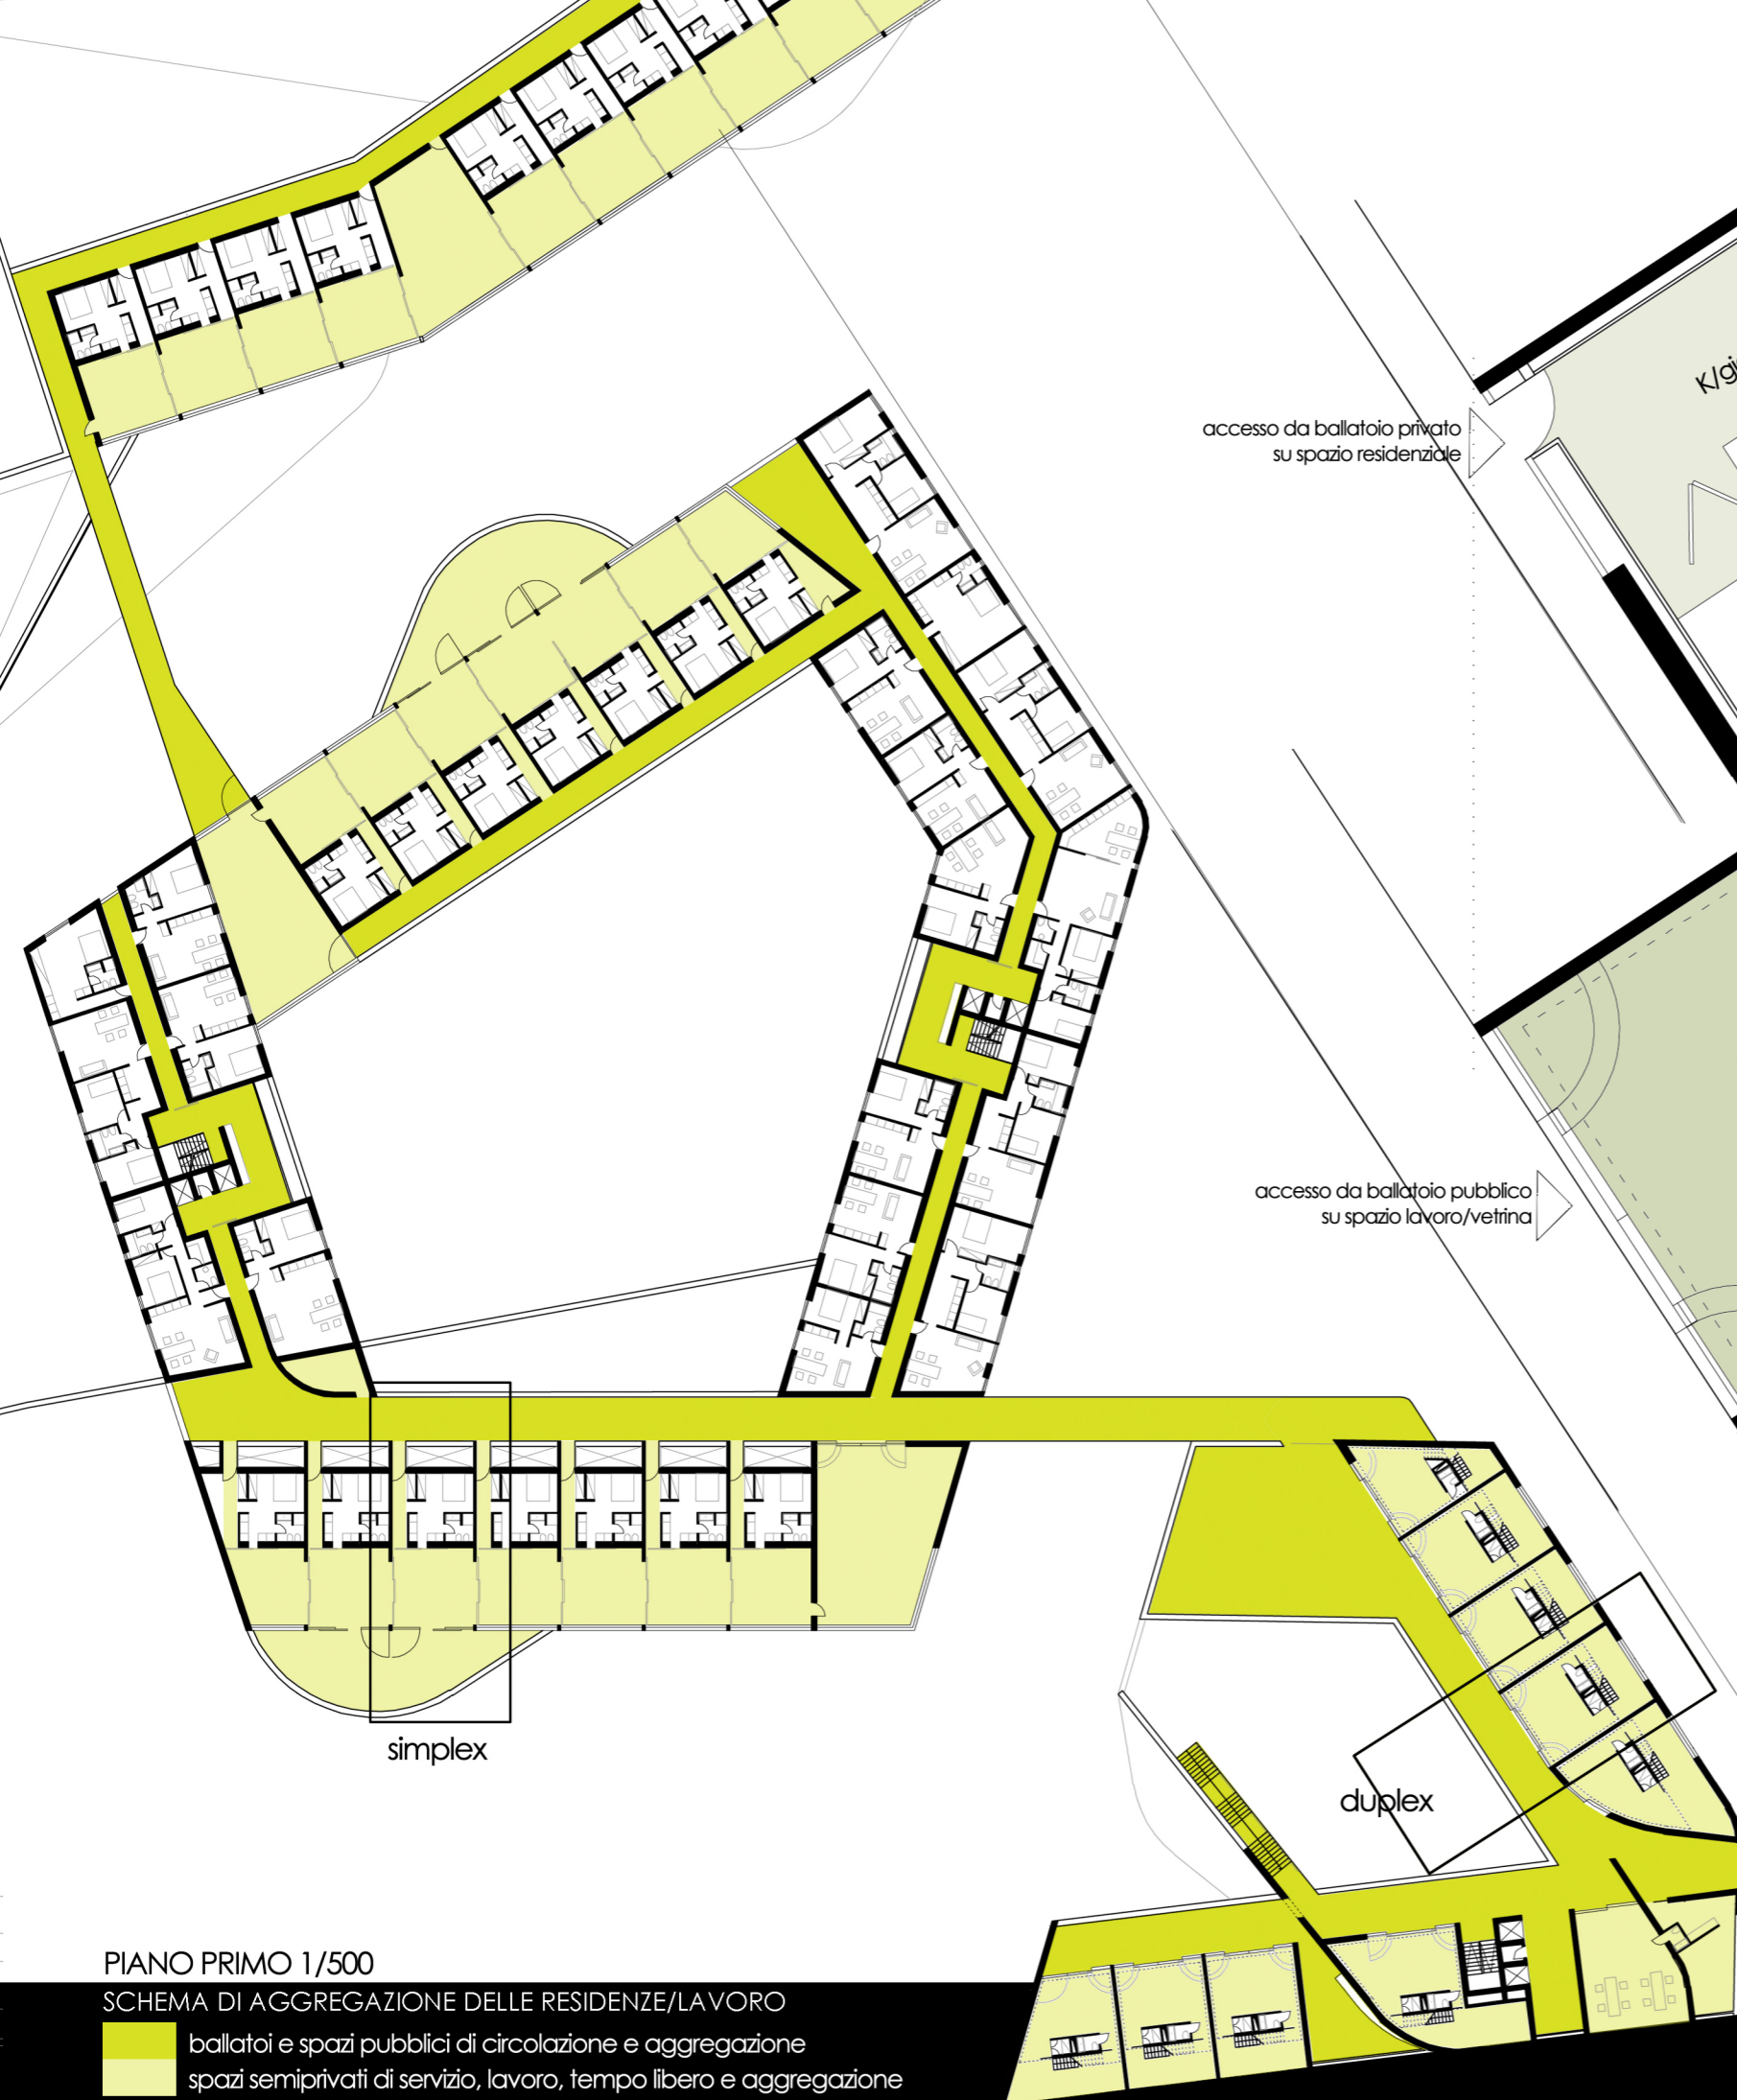 K/gi
accesso da ballatoio privato
su spazio residenziale
accesso da ballatoio pubblico
su spazio lavoro/vetrina
simplex
duplex
PIANO PRIMO 1/500
SCHEMA DI AGGREGAZIONE DELLE RESIDENZE/LAVORO
ballatoi e spazi pubblici di circolazione e aggregazione
spazi semiprivati di servizio, lavoro, tempo libero e aggregazione